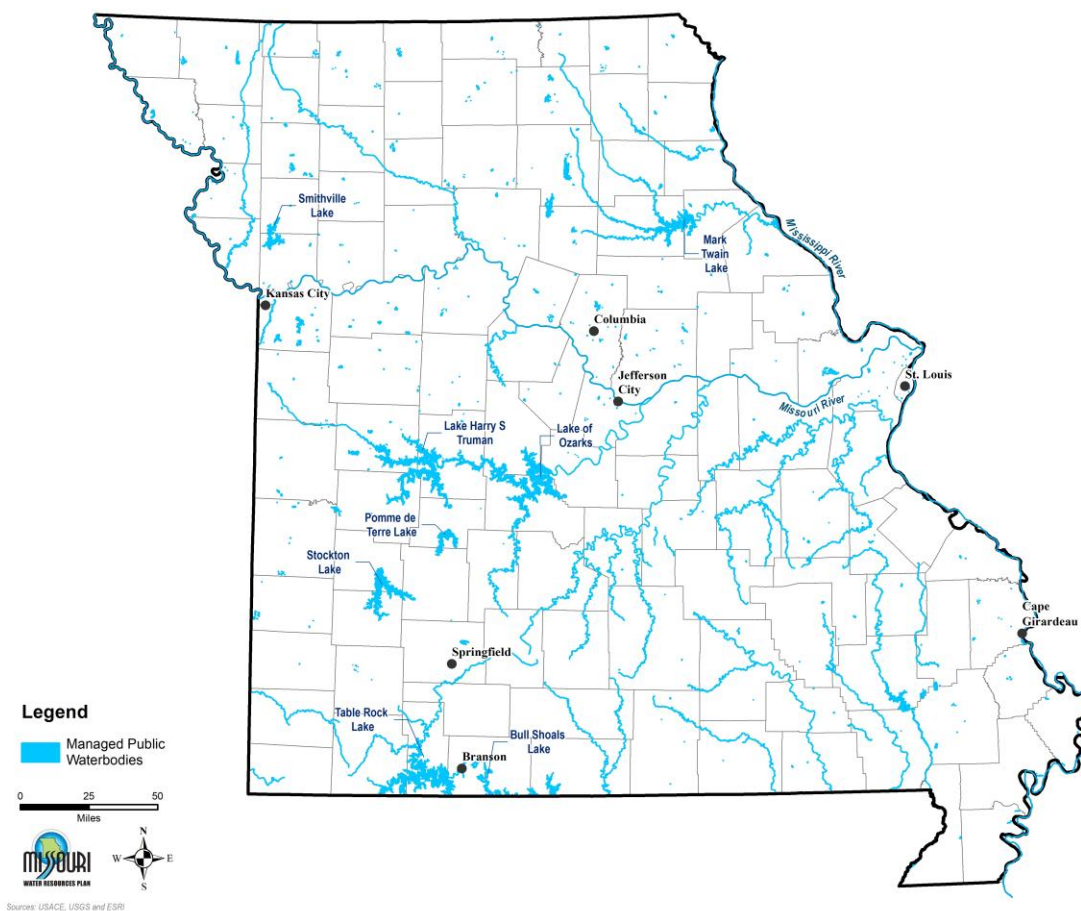 Smithville
Lake
Mark
Twain
Lake
Mississippi River
Kansas City
Columbia
Jefferson
City
St. Louis
Missouri River
Lake Harry S
Truman
Lake of
Ozarks
Pomme de
Terre Lake
Stockton
Lake
Cape
Girardeau
Springfield
Table Rock
Lake
Bull Shoals
Lake
Branson
Legend
Managed Public
Waterbodies
0 25 50
Miles
MISSOURI
WATER RESOURCES PLAN
N
W E
S
Sources: USACE, USGS and ESRI